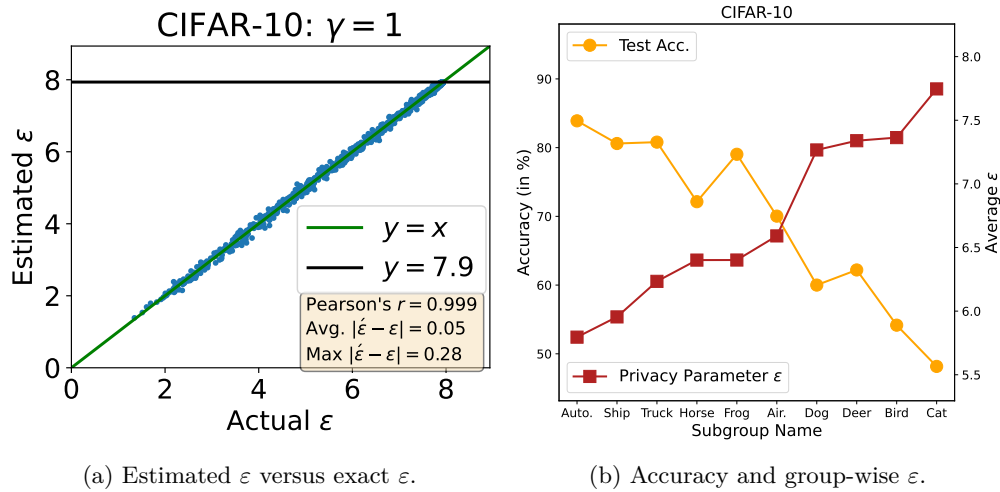 CIFAR-10: γ = 1
Estimated ε
8
6
4
2
0
y = x
y = 7.9
Pearson's r = 0.999
Avg. |έ − ε| = 0.05
Max |έ − ε| = 0.28
0 2 4 6 8
Actual ε
(a) Estimated ε versus exact ε.
CIFAR-10
Test Acc.
Accuracy (in %)
90
80
70
60
50
8.0
7.5
7.0
6.5
6.0
5.5
Average ε
Privacy Parameter ε
Auto. Ship Truck Horse Frog Air. Dog Deer Bird Cat
Subgroup Name
(b) Accuracy and group-wise ε.